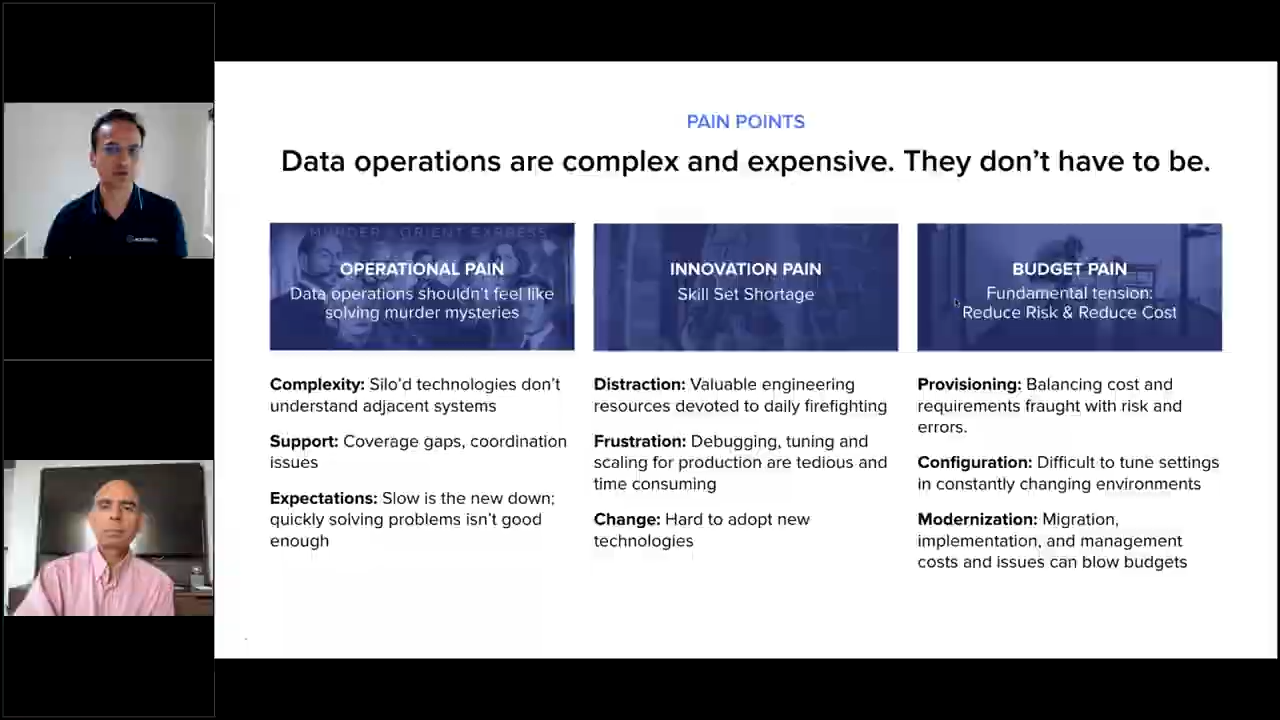 PAIN POINTS
Data operations are complex and expensive. They don’t have to be.
MURDER ORIENT EXPRESS
OPERATIONAL PAIN
Data operations shouldn’t feel like
solving murder mysteries
Complexity: Silo’d technologies don’t
understand adjacent systems
Support: Coverage gaps, coordination
issues
Expectations: Slow is the new down;
quickly solving problems isn’t good
enough
INNOVATION PAIN
Skill Set Shortage
Distraction: Valuable engineering
resources devoted to daily firefighting
Frustration: Debugging, tuning and
scaling for production are tedious and
time consuming
Change: Hard to adopt new
technologies
BUDGET PAIN
Fundamental tension:
Reduce Risk & Reduce Cost
Provisioning: Balancing cost and
requirements fraught with risk and
errors.
Configuration: Difficult to tune settings
in constantly changing environments
Modernization: Migration,
implementation, and management
costs and issues can blow budgets